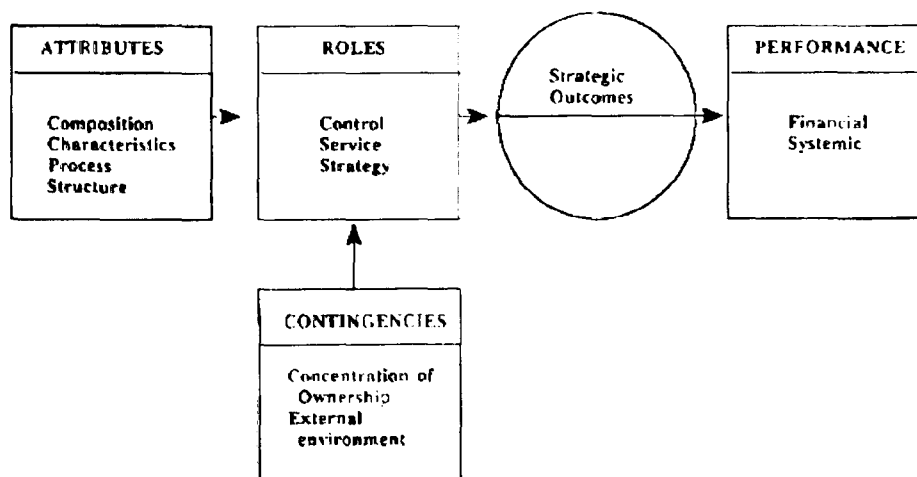 ATTRIBUTES
Composition
Characteristics
Process
Structure
ROLES
Control
Service
Strategy
Strategic
Outcomes
PERFORMANCE
Financial
Systemic
CONTINGENCIES
Concentration of
Ownership
External
environment